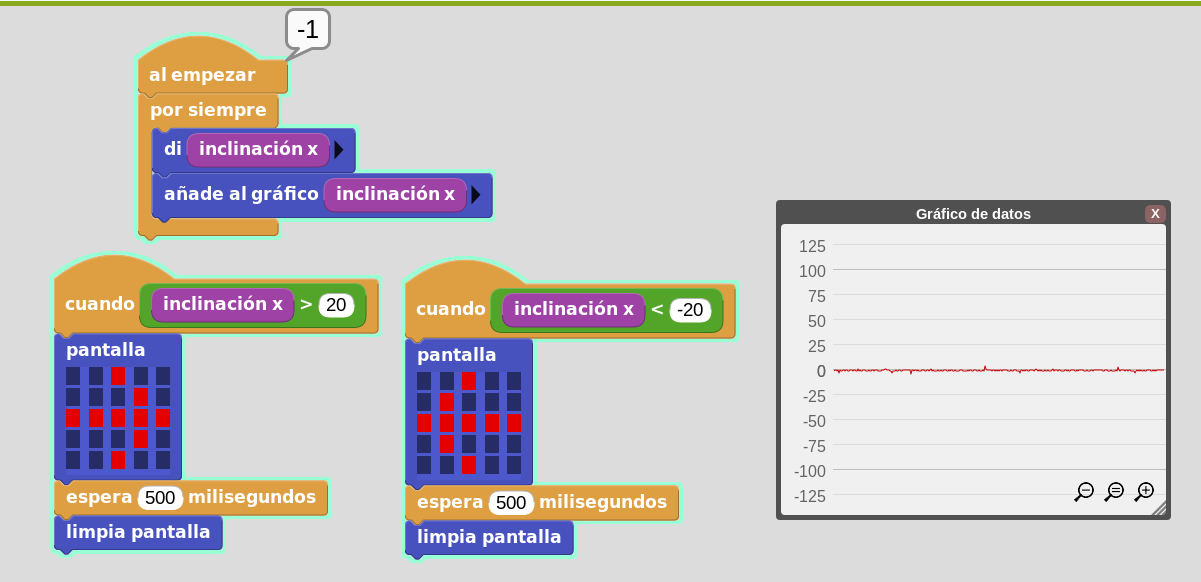 -1
al empezar
por siempre
di inclinación x
añade al gráfico inclinación x
cuando inclinación x > 20
pantalla
espera 500 milisegundos
limpia pantalla
cuando inclinación x < -20
pantalla
espera 500 milisegundos
limpia pantalla
Gráfico de datos X
125
100
75
50
25
0
-25
-50
-75
-100
-125